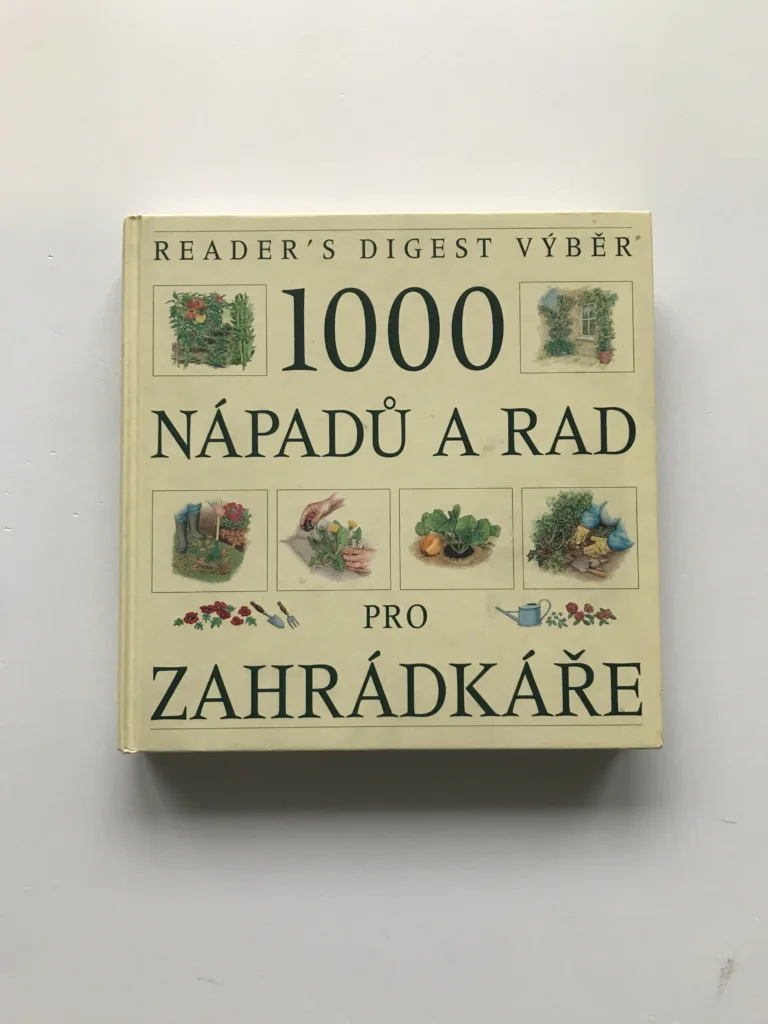 READER'S DIGEST VÝBĚR
1000
NÁPADŮ A RAD
PRO
ZAHRÁDKÁŘE